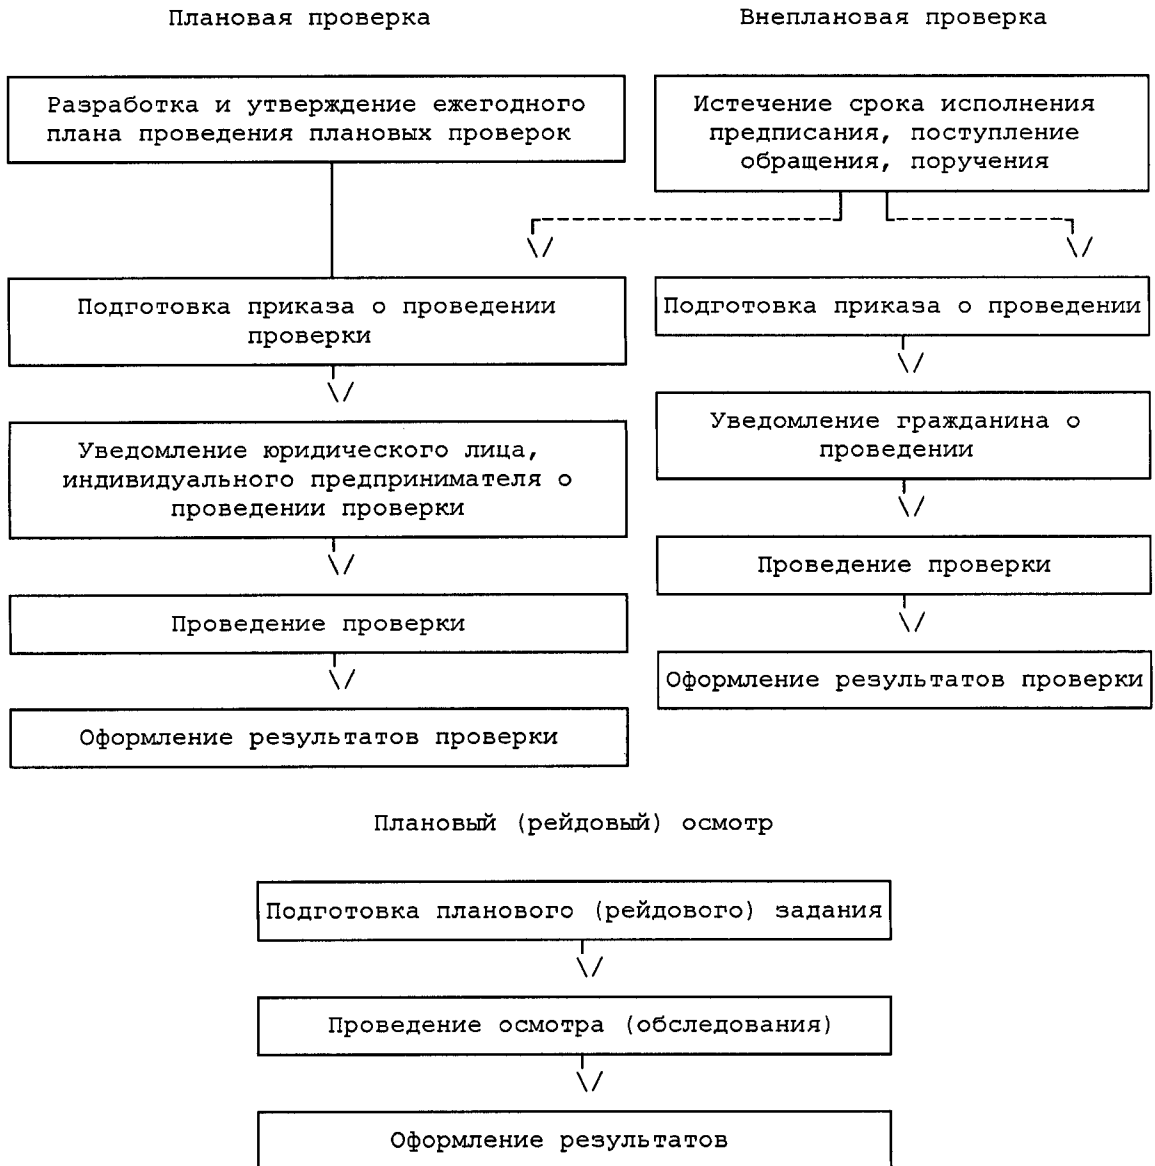 Плановая проверка
Внеплановая проверка
Разработка и утверждение ежегодного
плана проведения плановых проверок
Истечение срока исполнения
предписания, поступление
обращения, поручения
Подготовка приказа о проведении
проверки
Подготовка приказа о проведении
Уведомление юридического лица,
индивидуального предпринимателя о
проведении проверки
Уведомление гражданина о
проведении
Проведение проверки
Проведение проверки
Оформление результатов проверки
Оформление результатов проверки
Плановый (рейдовый) осмотр
Подготовка планового (рейдового) задания
Проведение осмотра (обследования)
Оформление результатов